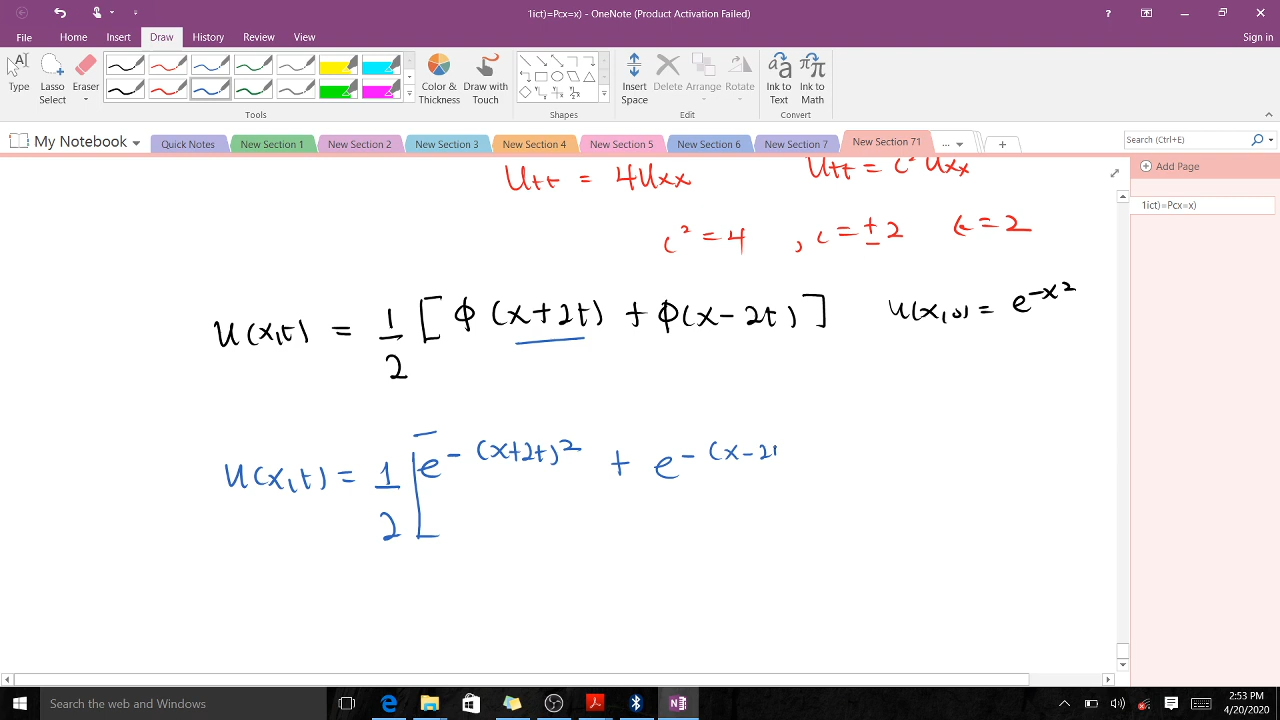 1ict)=Pcx=x) - OneNote (Product Activation Failed)
File Home Insert Draw History Review View Sign in
Type Lasso Select Eraser Color & Thickness Draw with Touch Insert Space Delete Arrange Rotate Ink to Text Ink to Math
Tools Shapes Edit Convert
My Notebook Quick Notes New Section 1 New Section 2 New Section 3 New Section 4 New Section 5 New Section 6 New Section 7 New Section 71 ... Search (Ctrl+E)
Add Page
1ict)=Pcx=x)
Utt = 4Uxx Utt = c² Uxx
c² = 4 , c = ± 2 c = 2
u(x,t) = 1/2 [ϕ (x+2t) + ϕ(x-2t)] u(x,0) = e^-x²
u(x,t) = 1/2 [e^-(x+2t)² + e^-(x-2t
Search the web and Windows
2:53 PM
4/20/2020